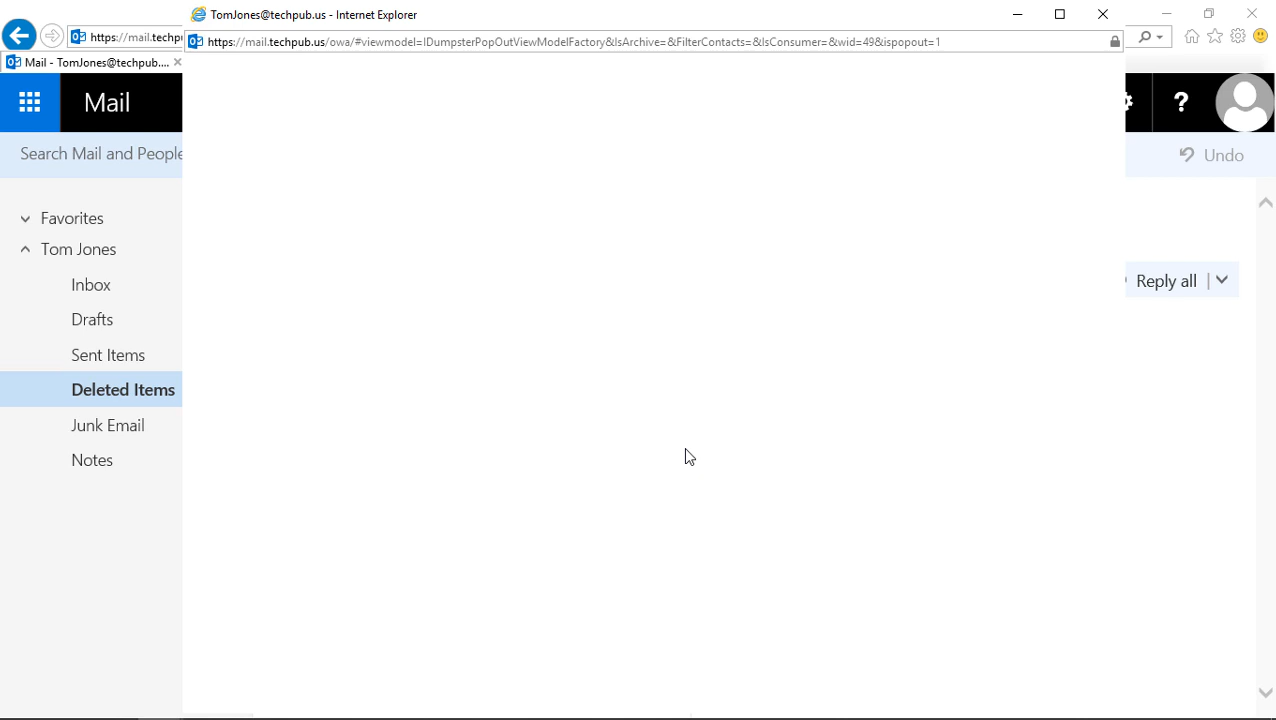 TomJones@techpub.us - Internet Explorer
https://mail.techpub.us/owa/#viewmodel=IDumpsterPopOutViewModelFactory&IsArchive=&FilterContacts=&IsConsumer=&wid=49&ispopout=1
https://mail.techpu
Mail - TomJones@techpub....
Mail
?
Search Mail and People
Undo
Favorites
Tom Jones
Inbox
Reply all
Drafts
Sent Items
Deleted Items
Junk Email
Notes